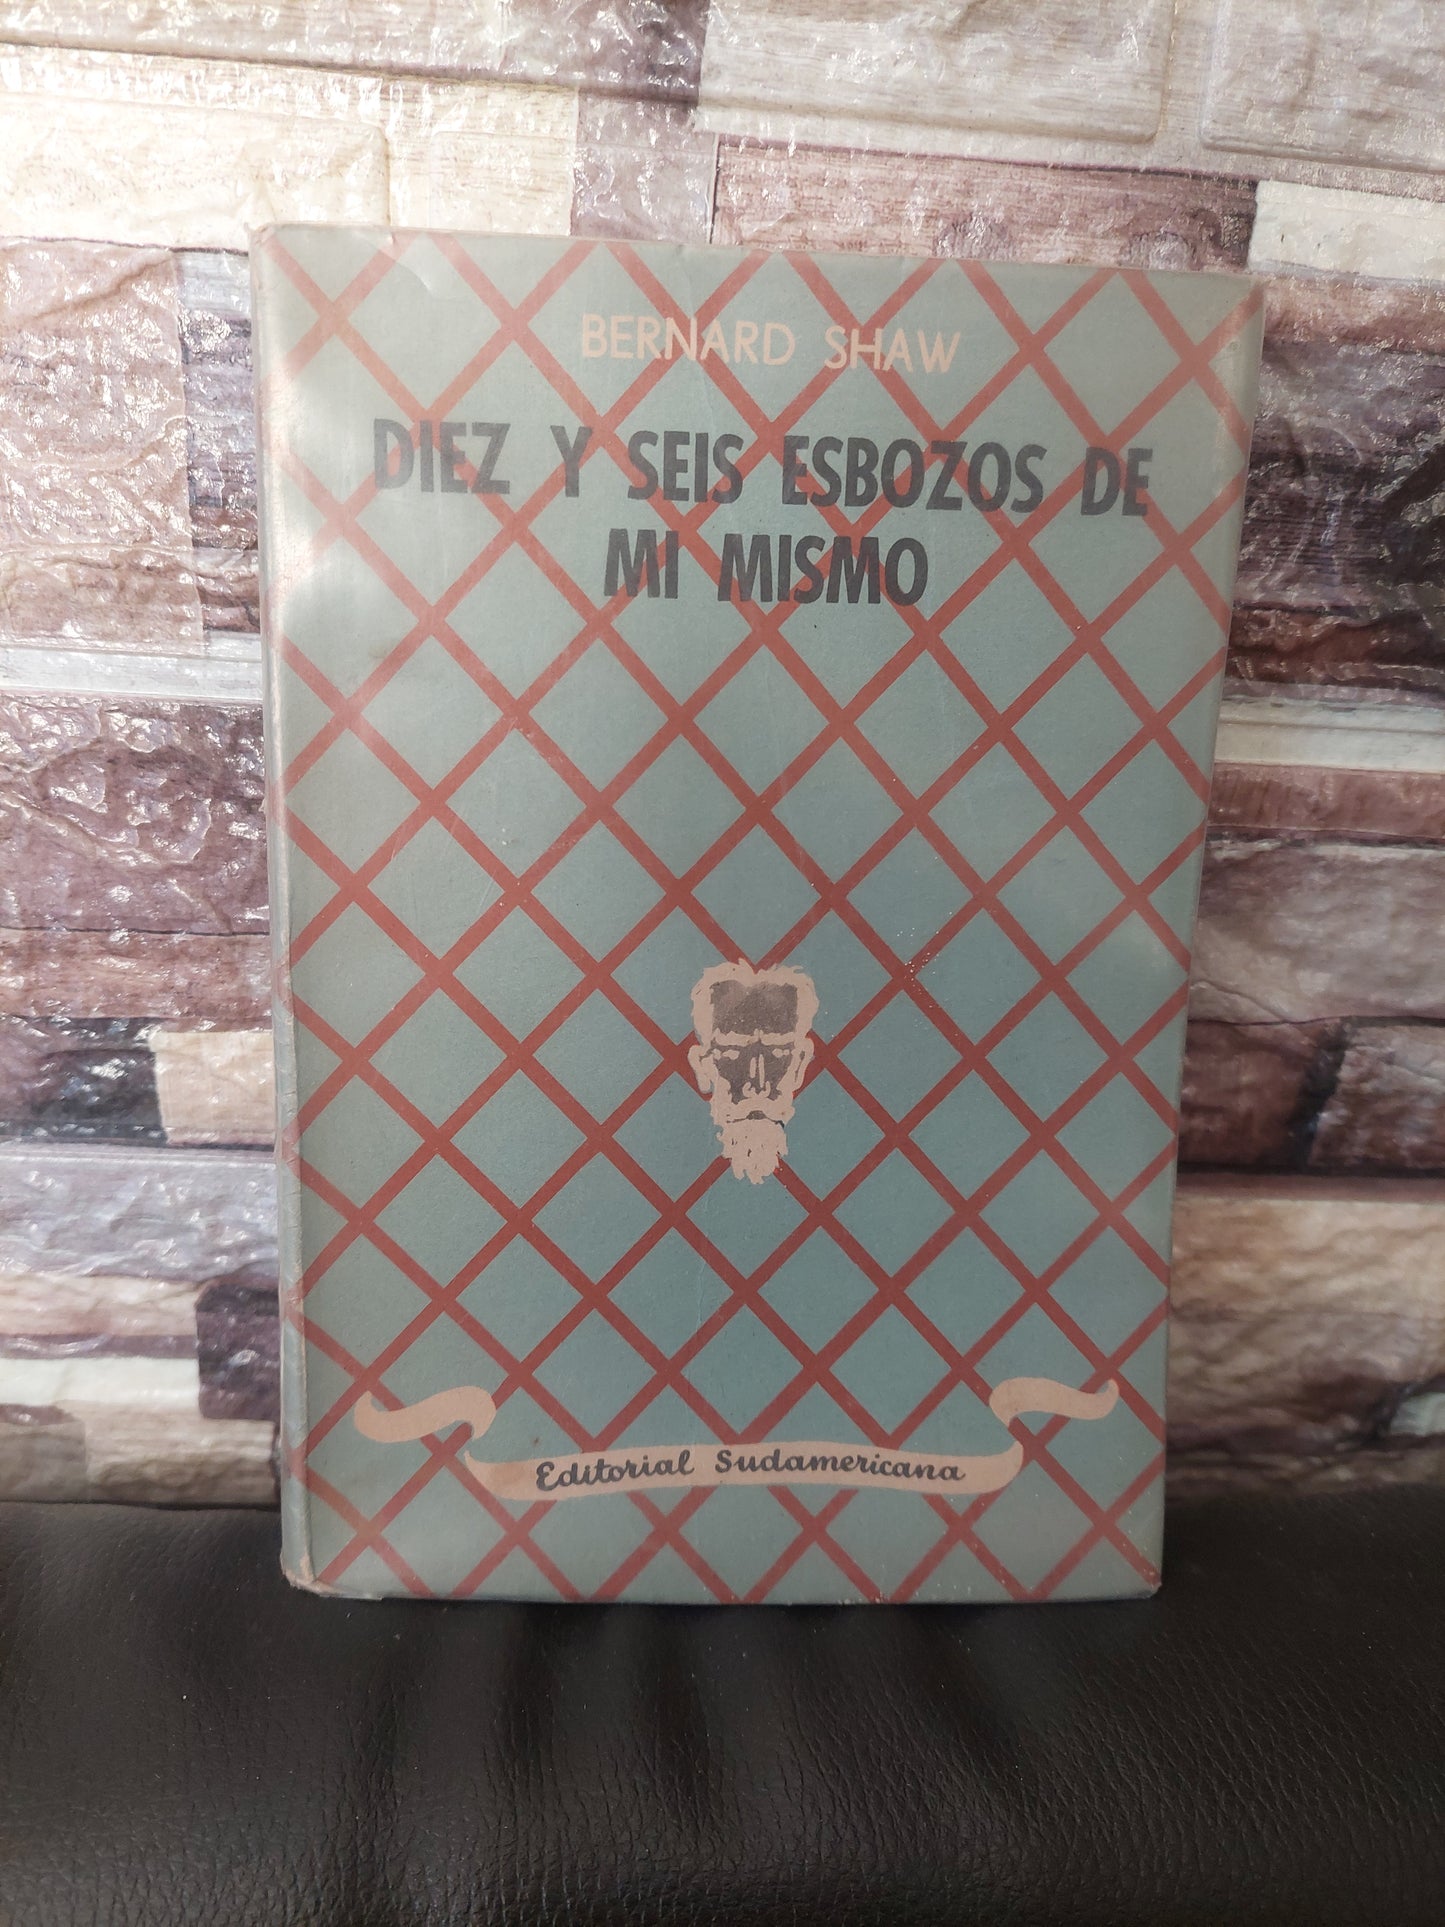 BERNARD SHAW
DIEZ Y SEIS ESBOZOS DE
MI MISMO
Editorial Sudamericana